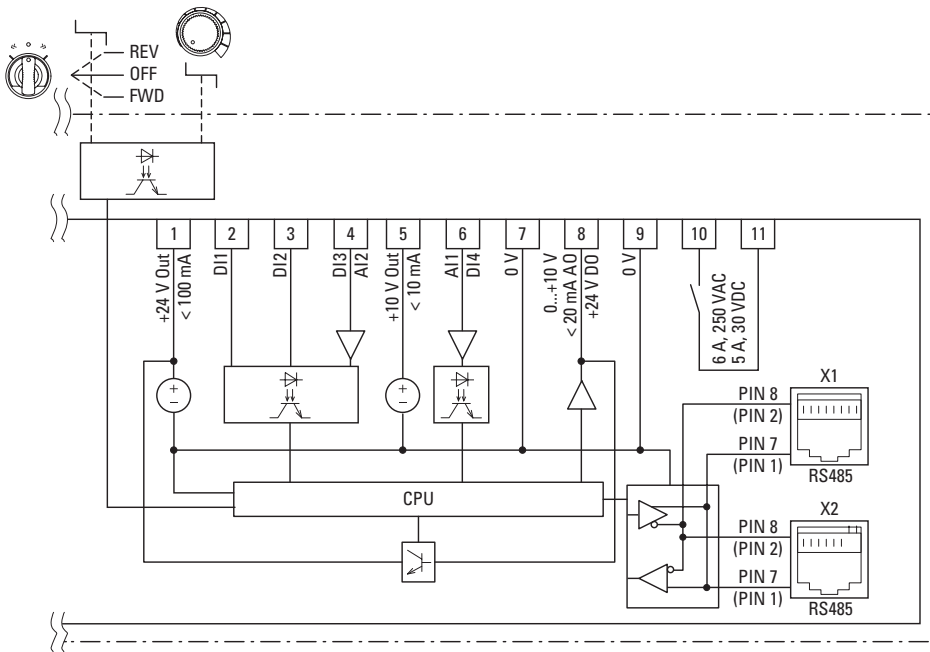 REV
OFF
FWD
1
2
3
4
5
6
7
8
9
10
11
+24 V Out
< 100 mA
DI1
DI2
DI3
AI2
+10 V Out
< 10 mA
AI1
DI4
0 V
0...+10 V
< 20 mA AO
+24 V DO
0 V
6 A, 250 VAC
5 A, 30 VDC
+
−
+
−
CPU
X1
PIN 8
(PIN 2)
PIN 7
(PIN 1)
RS485
X2
PIN 8
(PIN 2)
PIN 7
(PIN 1)
RS485